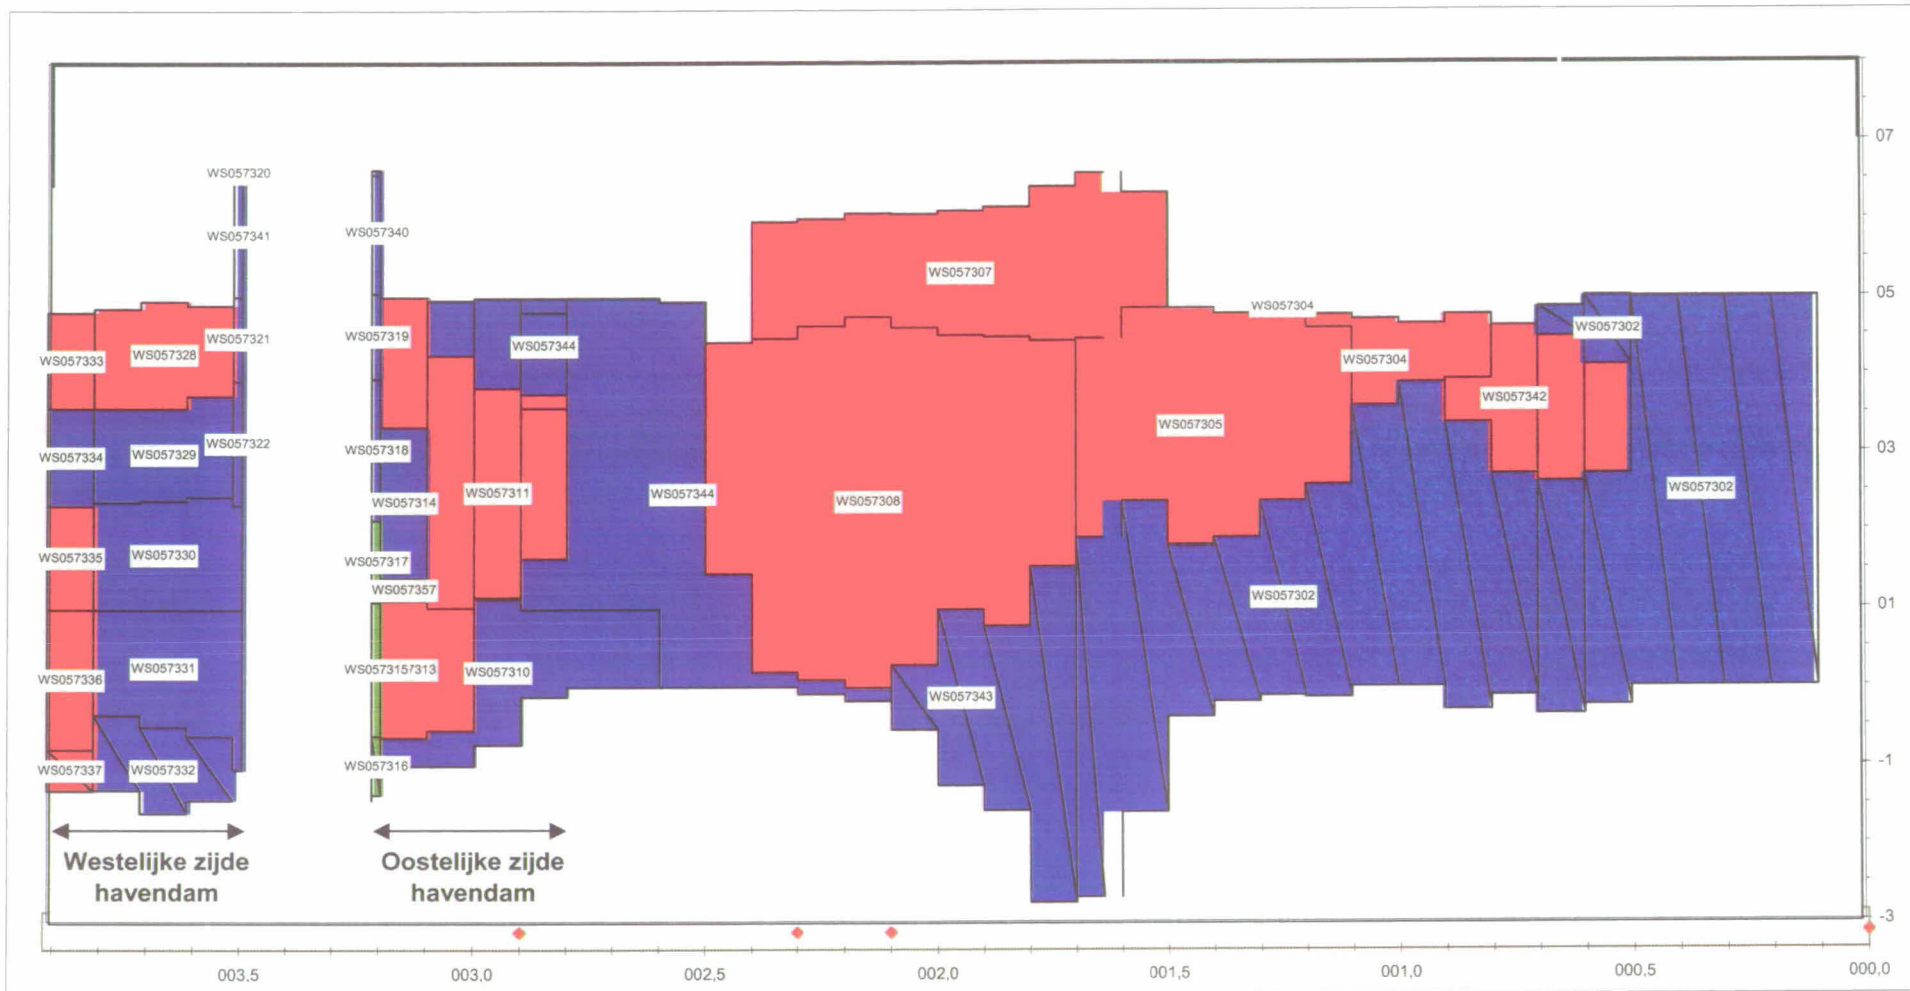 07
WS057320
WS057341
WS057340
WS057307
05
WS057304
WS057302
WS057321
WS057319
WS057344
WS057333
WS057328
WS057304
WS057342
WS057305
03
WS057322
WS057318
WS057334
WS057329
WS057314
WS057311
WS057344
WS057308
WS057302
WS057335
WS057330
WS057317
WS057357
WS057302
01
WS057336
WS057331
WS0573157313
WS057310
WS057343
WS057337
WS057332
WS057316
-1
Westelijke zijde
havendam
Oostelijke zijde
havendam
-3
003.5
003,0
002,5
002,0
001,5
001,0
000,5
000,0